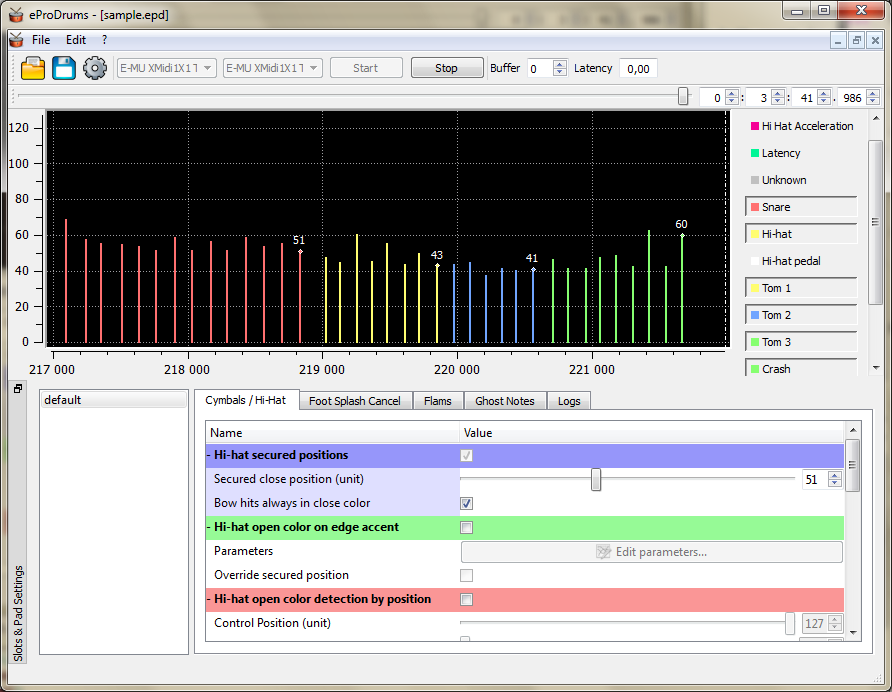 eProDrums - [sample.epd]
File Edit ?
E-MU XMidi1X1 T E-MU XMidi1X1 T Start Stop Buffer 0 Latency 0,00
0 : 3 : 41 . 986
120
100
80
60
40
20
0
51
43
41
60
217 000 218 000 219 000 220 000 221 000
Hi Hat Acceleration
Latency
Unknown
Snare
Hi-hat
Hi-hat pedal
Tom 1
Tom 2
Tom 3
Crash
Slots & Pad Settings
default
Cymbals / Hi-Hat Foot Splash Cancel Flams Ghost Notes Logs
Name Value
- Hi-hat secured positions
Secured close position (unit) 51
Bow hits always in close color
- Hi-hat open color on edge accent
Parameters Edit parameters...
Override secured position
- Hi-hat open color detection by position
Control Position (unit) 127